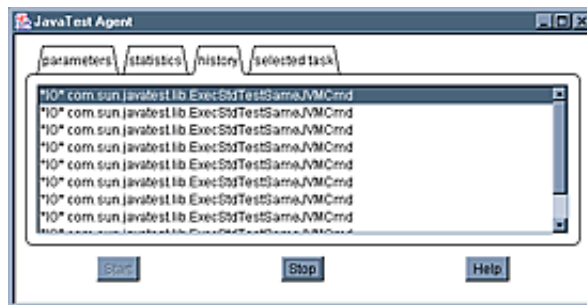 JavaTest Agent
parameters statistics history selected task
*IO* com.sun.javatest.lib.ExecStdTestSameJVMCmd
*IO* com.sun.javatest.lib.ExecStdTestSameJVMCmd
*IO* com.sun.javatest.lib.ExecStdTestSameJVMCmd
*IO* com.sun.javatest.lib.ExecStdTestSameJVMCmd
*IO* com.sun.javatest.lib.ExecStdTestSameJVMCmd
*IO* com.sun.javatest.lib.ExecStdTestSameJVMCmd
*IO* com.sun.javatest.lib.ExecStdTestSameJVMCmd
*IO* com.sun.javatest.lib.ExecStdTestSameJVMCmd
*IO* com.sun.javatest.lib.ExecStdTestSameJVMCmd
Start Stop Help